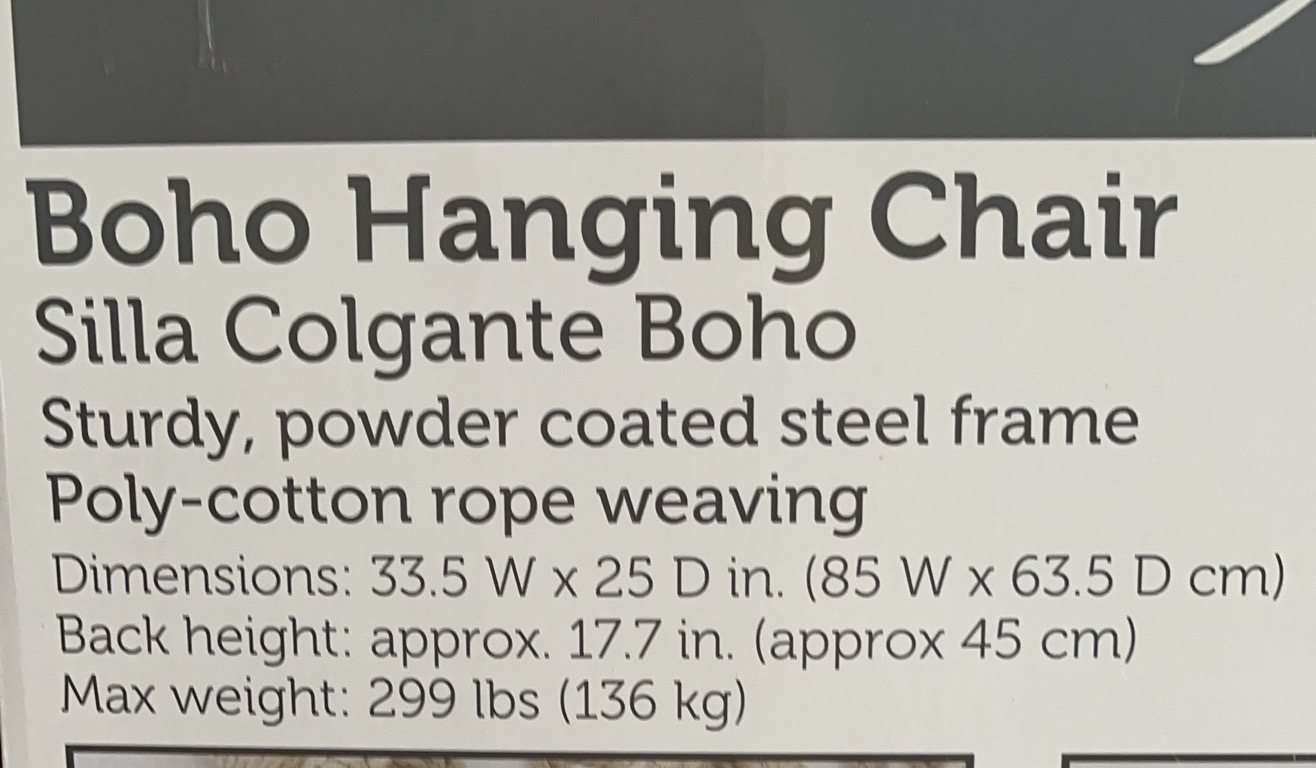 Boho Hanging Chair
Silla Colgante Boho
Sturdy, powder coated steel frame
Poly-cotton rope weaving
Dimensions: 33.5 W x 25 D in. (85 W x 63.5 D cm)
Back height: approx. 17.7 in. (approx 45 cm)
Max weight: 299 lbs (136 kg)